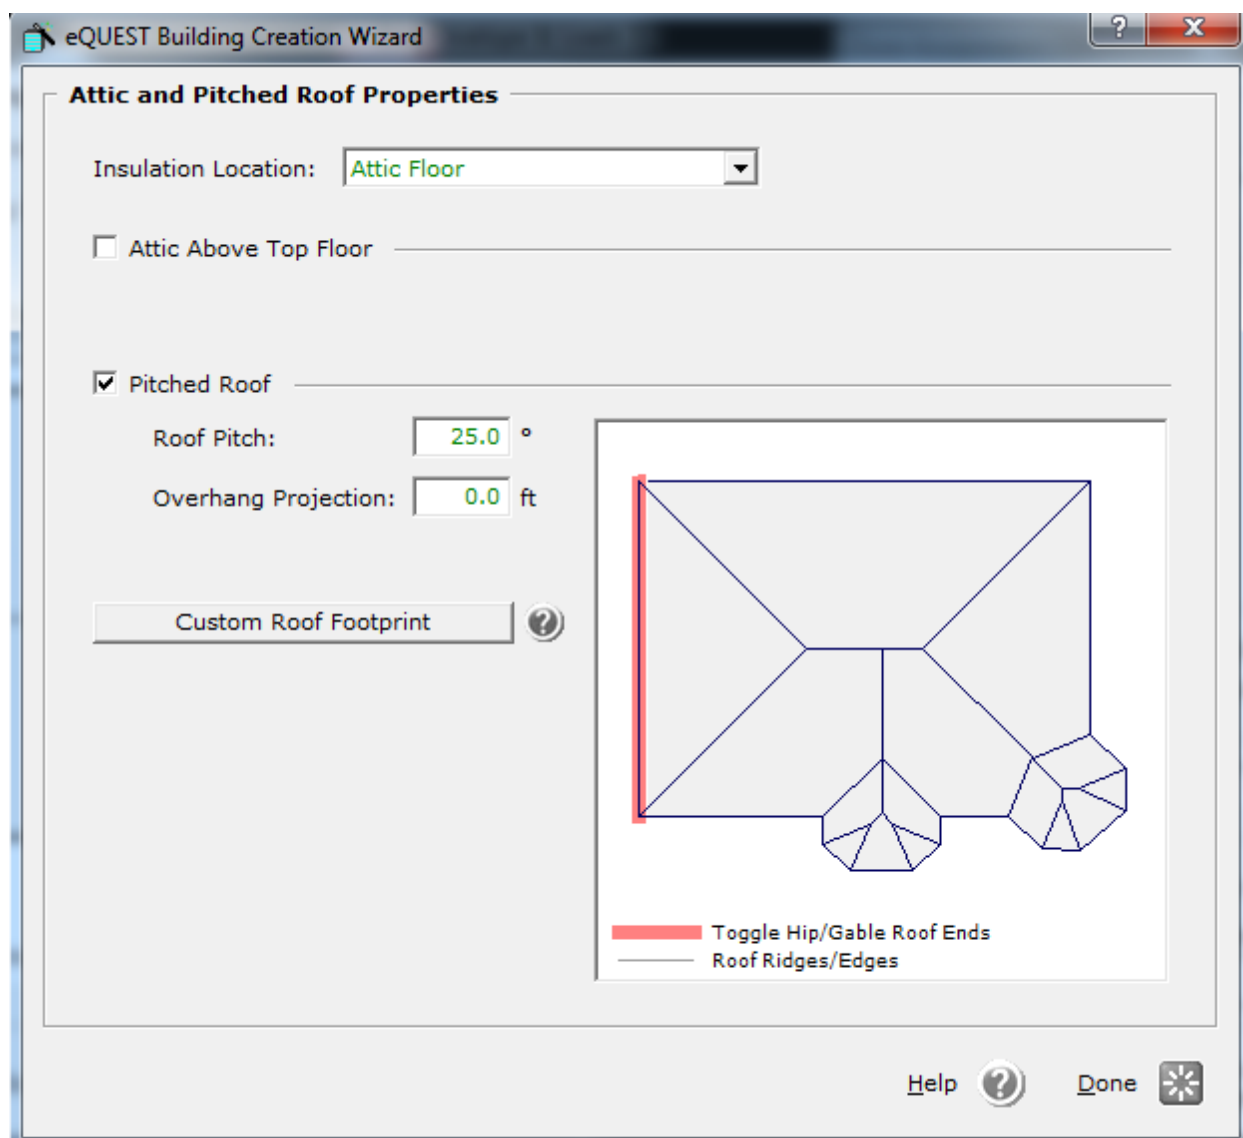 eQUEST Building Creation Wizard
Attic and Pitched Roof Properties
Insulation Location: Attic Floor
Attic Above Top Floor
Pitched Roof
Roof Pitch: 25.0 °
Overhang Projection: 0.0 ft
Custom Roof Footprint
Toggle Hip/Gable Roof Ends
Roof Ridges/Edges
Help Done